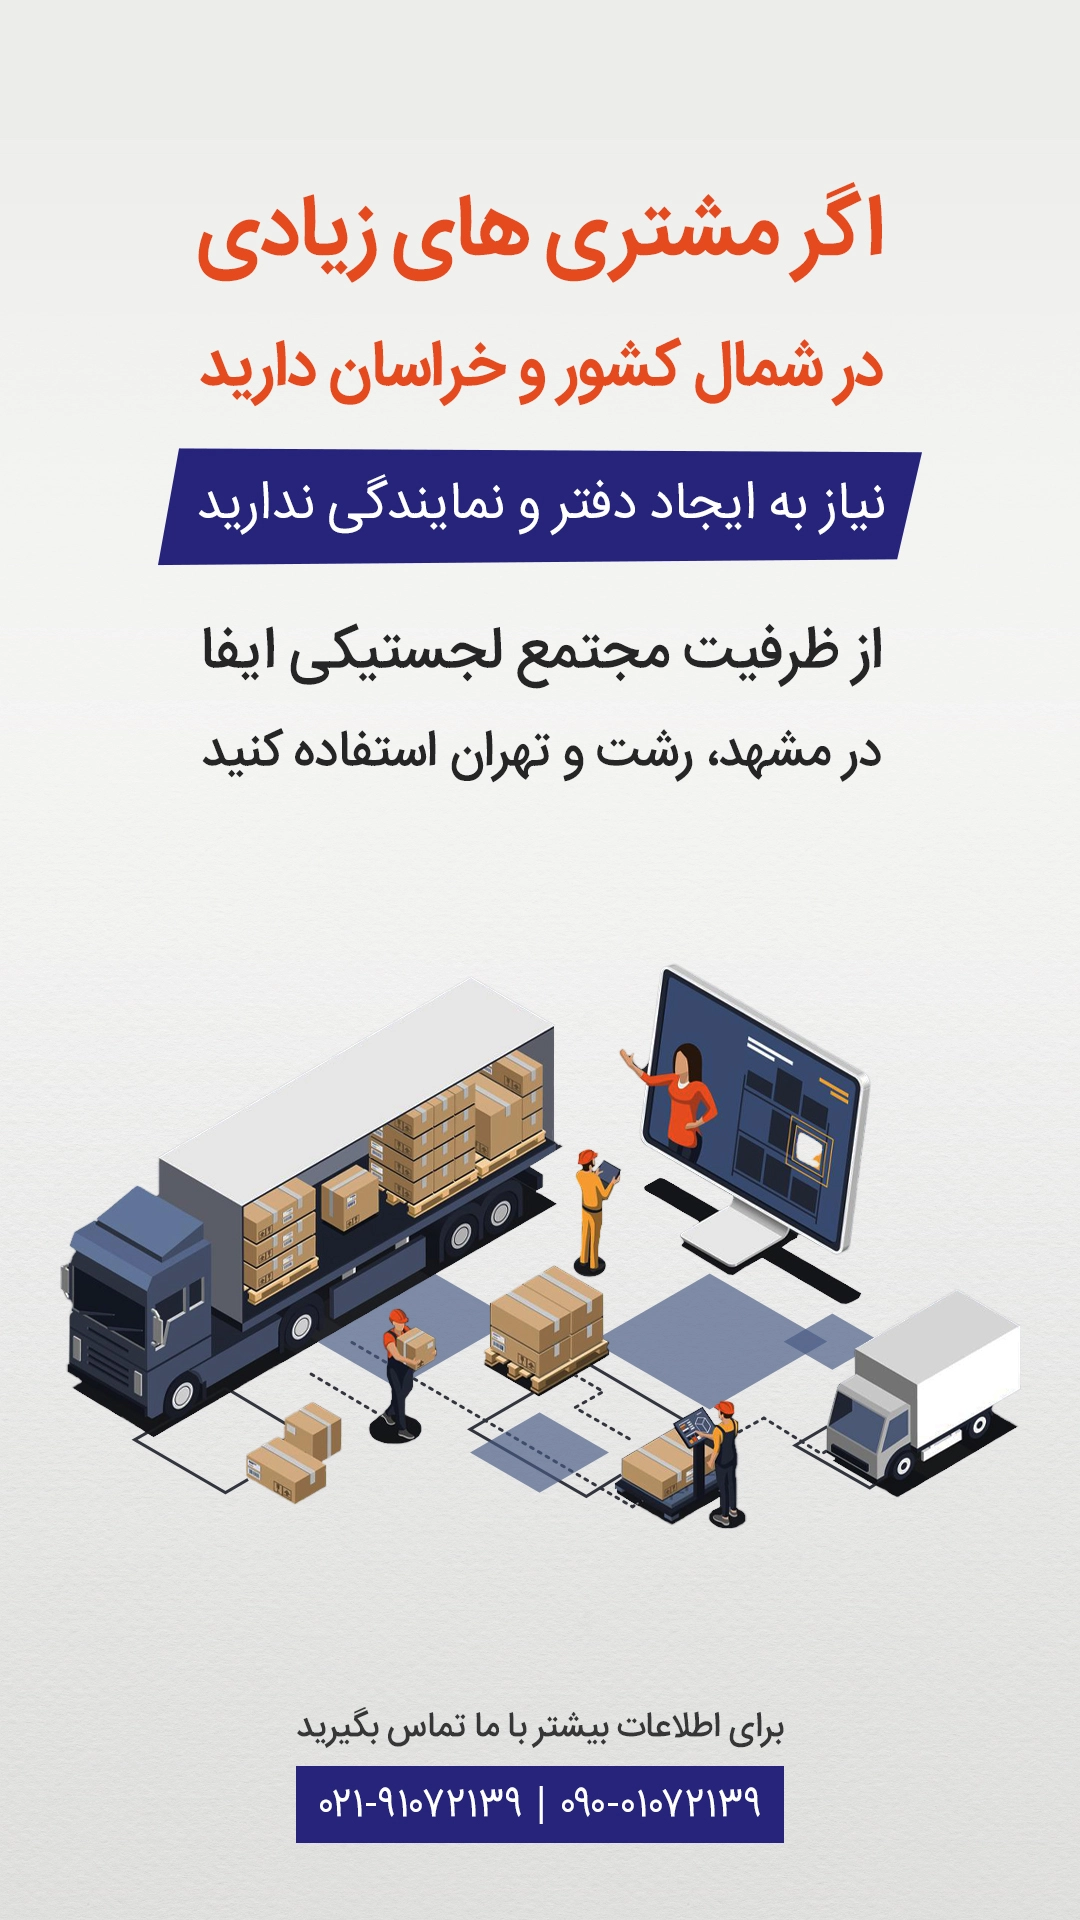 اگر مشتری های زیادی
در شمال کشور و خراسان دارید
نیاز به ایجاد دفتر و نمایندگی ندارید
از ظرفیت مجتمع لجستیکی ایفا
در مشهد، رشت و تهران استفاده کنید
برای اطلاعات بیشتر با ما تماس بگیرید
۰۲۱-۹۱۰۷۲۱۳۹ | ۰۹۰-۰۱۰۷۲۱۳۹